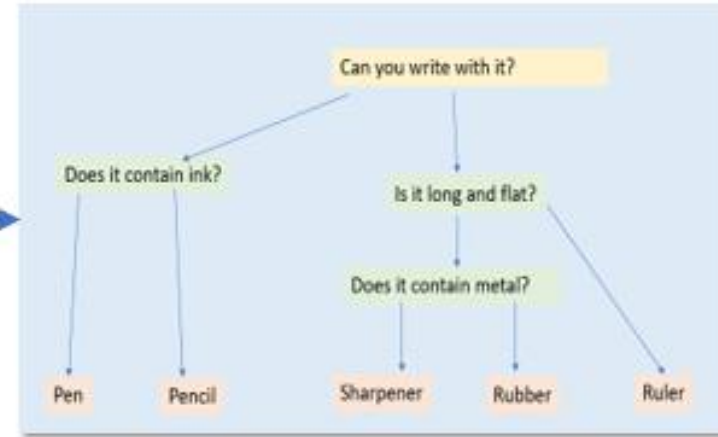 Can you write with it?
Does it contain ink?
Is it long and flat?
Does it contain metal?
Pen
Pencil
Sharpener
Rubber
Ruler